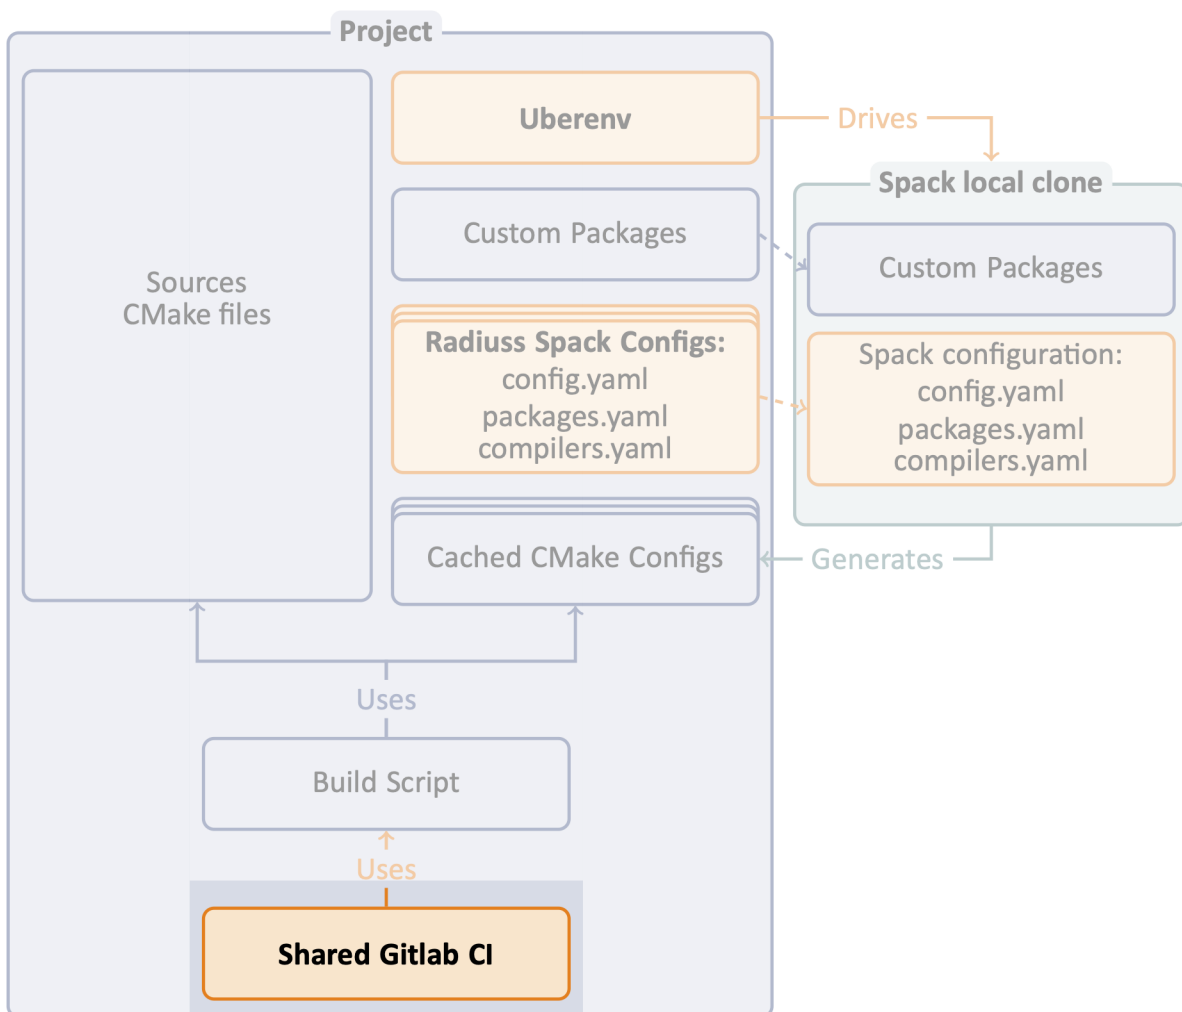 Project
Uberenv
Drives
Spack local clone
Custom Packages
Custom Packages
Sources
CMake files
Radiuss Spack Configs:
config.yaml
packages.yaml
compilers.yaml
Spack configuration:
config.yaml
packages.yaml
compilers.yaml
Cached CMake Configs
Generates
Uses
Build Script
Uses
Shared Gitlab CI